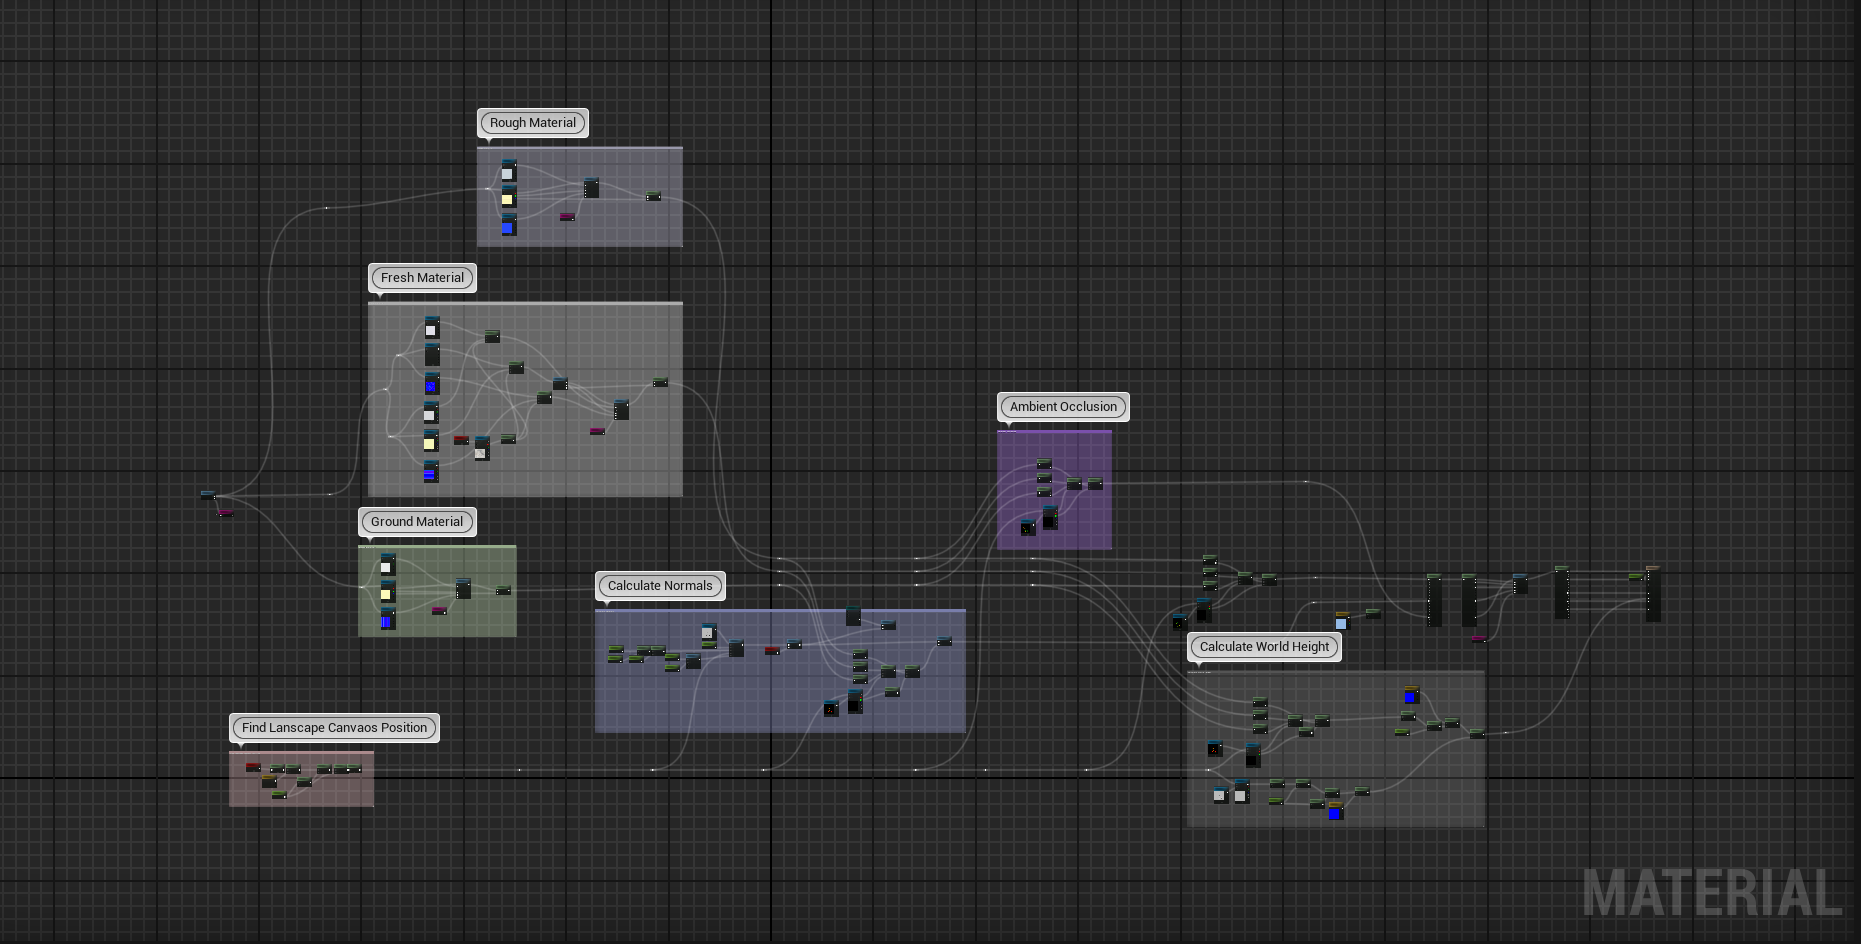 Rough Material
Fresh Material
Ambient Occlusion
Ground Material
Calculate Normals
Calculate World Height
Find Lanscape Canvaos Position
MATERIAL